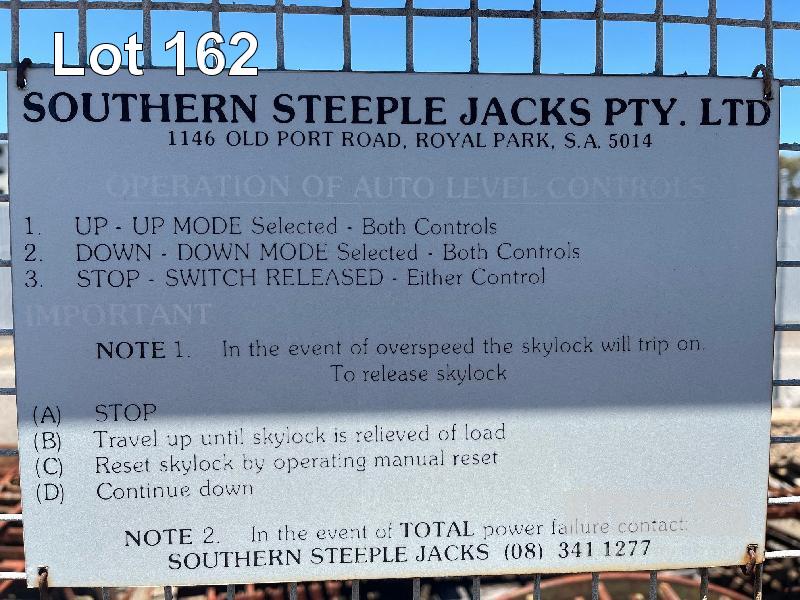 Lot 162
SOUTHERN STEEPLE JACKS PTY. LTD
1146 OLD PORT ROAD, ROYAL PARK, S.A. 5014
OPERATION OF AUTO LEVEL CONTROLS
1. UP - UP MODE Selected - Both Controls
2. DOWN - DOWN MODE Selected - Both Controls
3. STOP - SWITCH RELEASED - Either Control
IMPORTANT
NOTE 1. In the event of overspeed the skylock will trip on.
To release skylock
(A) STOP
(B) Travel up until skylock is relieved of load
(C) Reset skylock by operating manual reset
(D) Continue down
NOTE 2. In the event of TOTAL power failure contact:
SOUTHERN STEEPLE JACKS (08) 341 1277